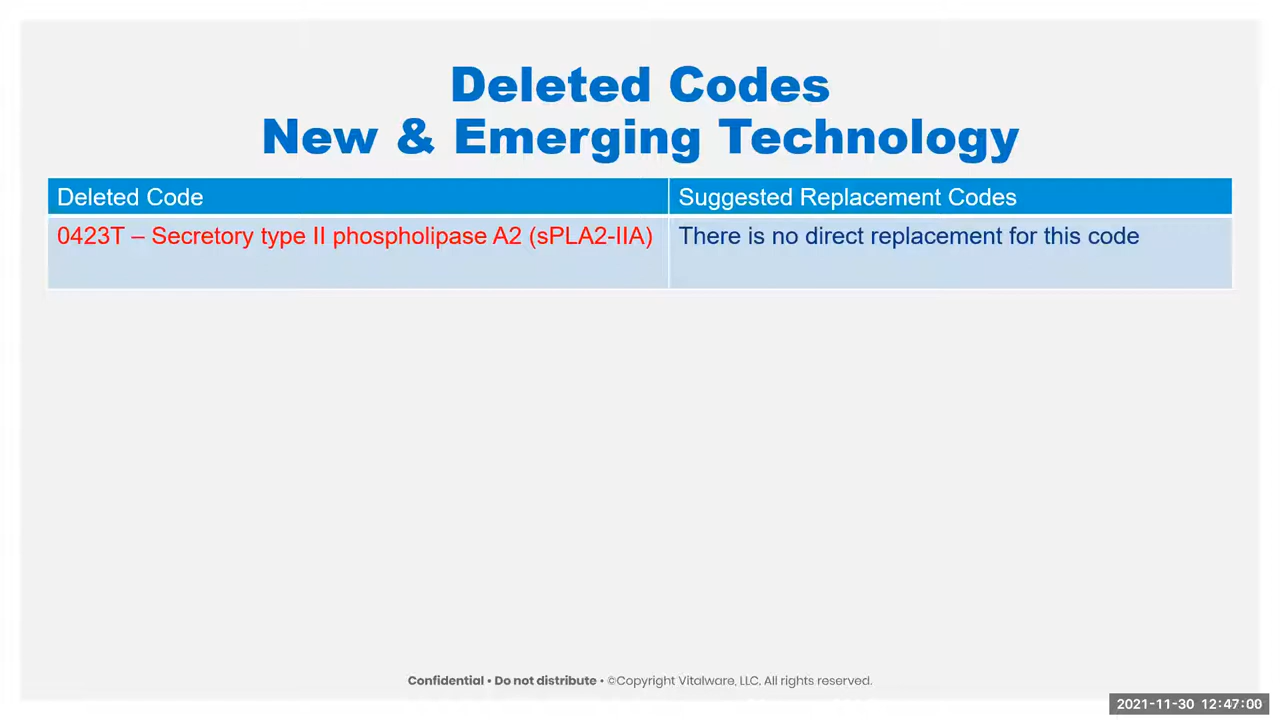 Deleted Codes
New & Emerging Technology
Deleted Code
Suggested Replacement Codes
0423T – Secretory type II phospholipase A2 (sPLA2-IIA)
There is no direct replacement for this code
Confidential • Do not distribute • ©Copyright Vitalware, LLC. All rights reserved.
2021-11-30 12:47:00